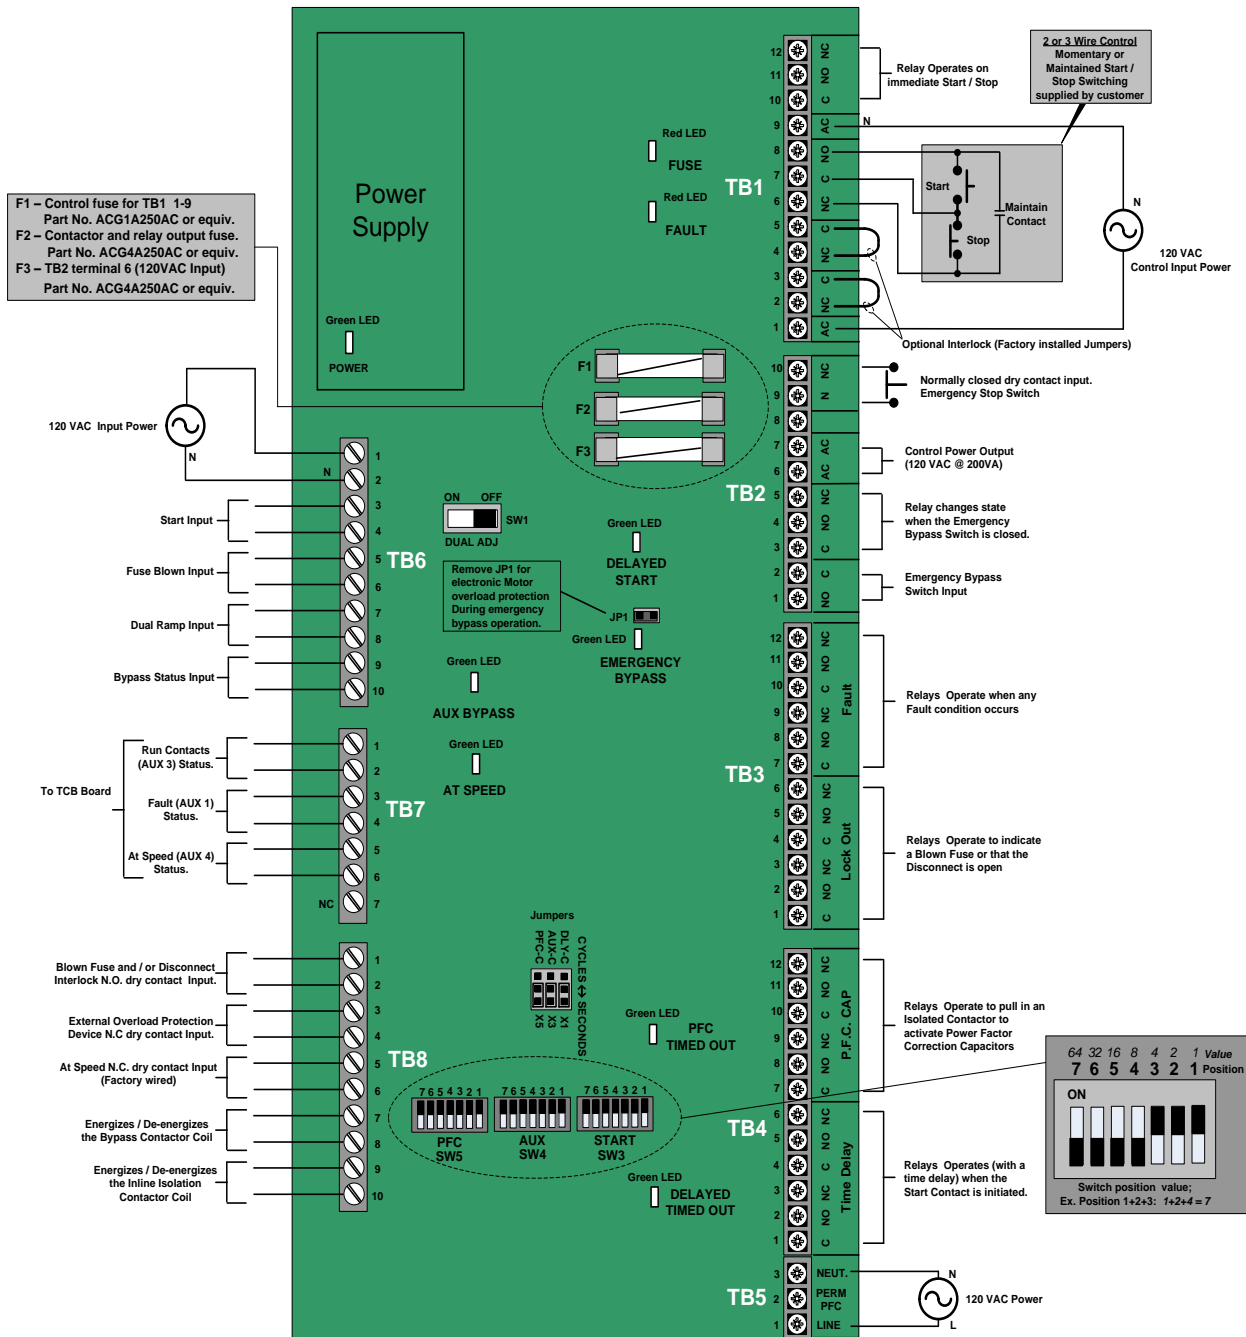 F1 – Control fuse for TB1  1-9
Part No. ACG1A250AC or equiv.
F2 – Contactor and relay output fuse.
Part No. ACG4A250AC or equiv.
F3 – TB2 terminal 6 (120VAC Input)
Part No. ACG4A250AC or equiv.
Power
Supply
Green LED
POWER
Red LED
FUSE
Red LED
FAULT
F1
F2
F3
TB1
12 NC
11 NO
10 C
9 AC
8 NO
7 C
6 NC
5 C
4 NC
3 C
2 NC
1 AC
Relay Operates on
immediate Start / Stop
2 or 3 Wire Control
Momentary or
Maintained Start /
Stop Switching
supplied by customer
N
Start
Stop
Maintain
Contact
N
120 VAC
Control Input Power
Optional Interlock (Factory installed Jumpers)
TB2
10 NC
9 N
8
7 AC
6 AC
5 NC
4 NO
3 C
2 C
1 NO
Normally closed dry contact input.
Emergency Stop Switch
Control Power Output
(120 VAC @ 200VA)
Relay changes state
when the Emergency
Bypass Switch is closed.
Emergency Bypass
Switch Input
120 VAC  Input Power
N
N
Start Input
Fuse Blown Input
Dual Ramp Input
Bypass Status Input
TB6
1
2
3
4
5
6
7
8
9
10
ON OFF
SW1
DUAL ADJ
Remove JP1 for
electronic Motor
overload protection
During emergency
bypass operation.
Green LED
DELAYED
START
JP1
Green LED
EMERGENCY
BYPASS
Green LED
AUX BYPASS
Green LED
AT SPEED
TB3
12 NC
11 NO
10 C
9 NC
8 NO
7 C
Fault
6 NC
5 NO
4 C
3 NC
2 NO
1 C
Lock Out
Relays Operate when any
Fault condition occurs
Relays Operate to indicate
a Blown Fuse or that the
Disconnect is open
To TCB Board
Run Contacts
(AUX 3) Status.
Fault (AUX 1)
Status.
At Speed (AUX 4)
Status.
NC
TB7
1
2
3
4
5
6
7
Blown Fuse and / or Disconnect
Interlock N.O. dry contact  Input.
External Overload Protection
Device N.C dry contact Input.
At Speed N.C. dry contact Input
(Factory wired)
Energizes / De-energizes
the Bypass Contactor Coil
Energizes / De-energizes
the Inline Isolation
Contactor Coil
TB8
1
2
3
4
5
6
7
8
9
10
Jumpers
PFC-C
AUX-C
DLY-C
X5
X3
X1
CYCLES ⇔ SECONDS
Green LED
PFC
TIMED OUT
7 6 5 4 3 2 1
PFC
SW5
7 6 5 4 3 2 1
AUX
SW4
7 6 5 4 3 2 1
START
SW3
Green LED
DELAYED
TIMED OUT
TB4
12 NC
11 NO
10 C
9 NC
8 NO
7 C
P.F.C. CAP
6 NC
5 NO
4 C
3 NC
2 NO
1 C
Time Delay
Relays  Operate to pull in an
Isolated Contactor to
activate Power Factor
Correction Capacitors
Relays Operates (with a
time delay) when the
Start Contact is initiated.
64 32 16 8 4 2 1 Value
7 6 5 4 3 2 1 Position
ON
Switch position  value;
Ex. Position 1+2+3:  1+2+4 = 7
TB5
3 NEUT.
2 PERM
PFC
1 LINE
N
120 VAC Power
L